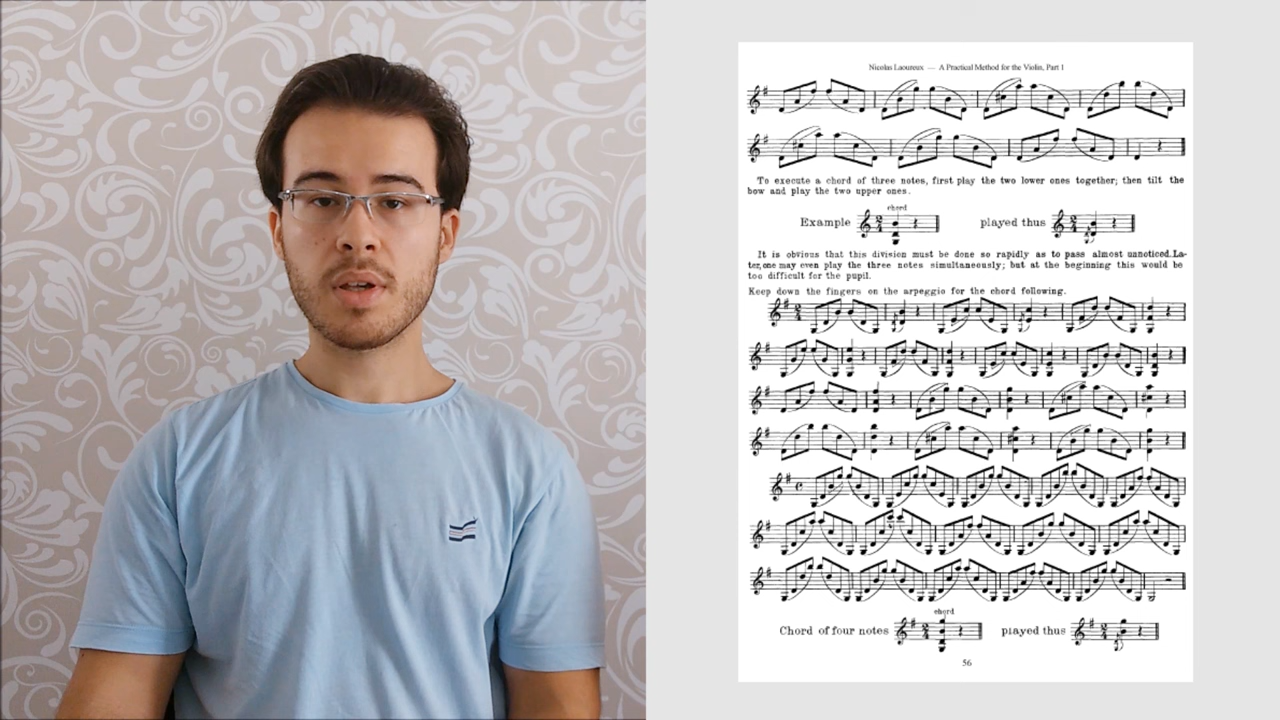 Nicolas Laoureux — A Practical Method for the Violin, Part 1
To execute a chord of three notes, first play the two lower ones together; then tilt the
bow and play the two upper ones.
chord
Example played thus
It is obvious that this division must be done so rapidly as to pass almost unnoticed.La-
ter, one may even play the three notes simultaneously; but at the beginning this would be
too difficult for the pupil.
Keep down the fingers on the arpeggio for the chord following.
chord
Chord of four notes played thus
56